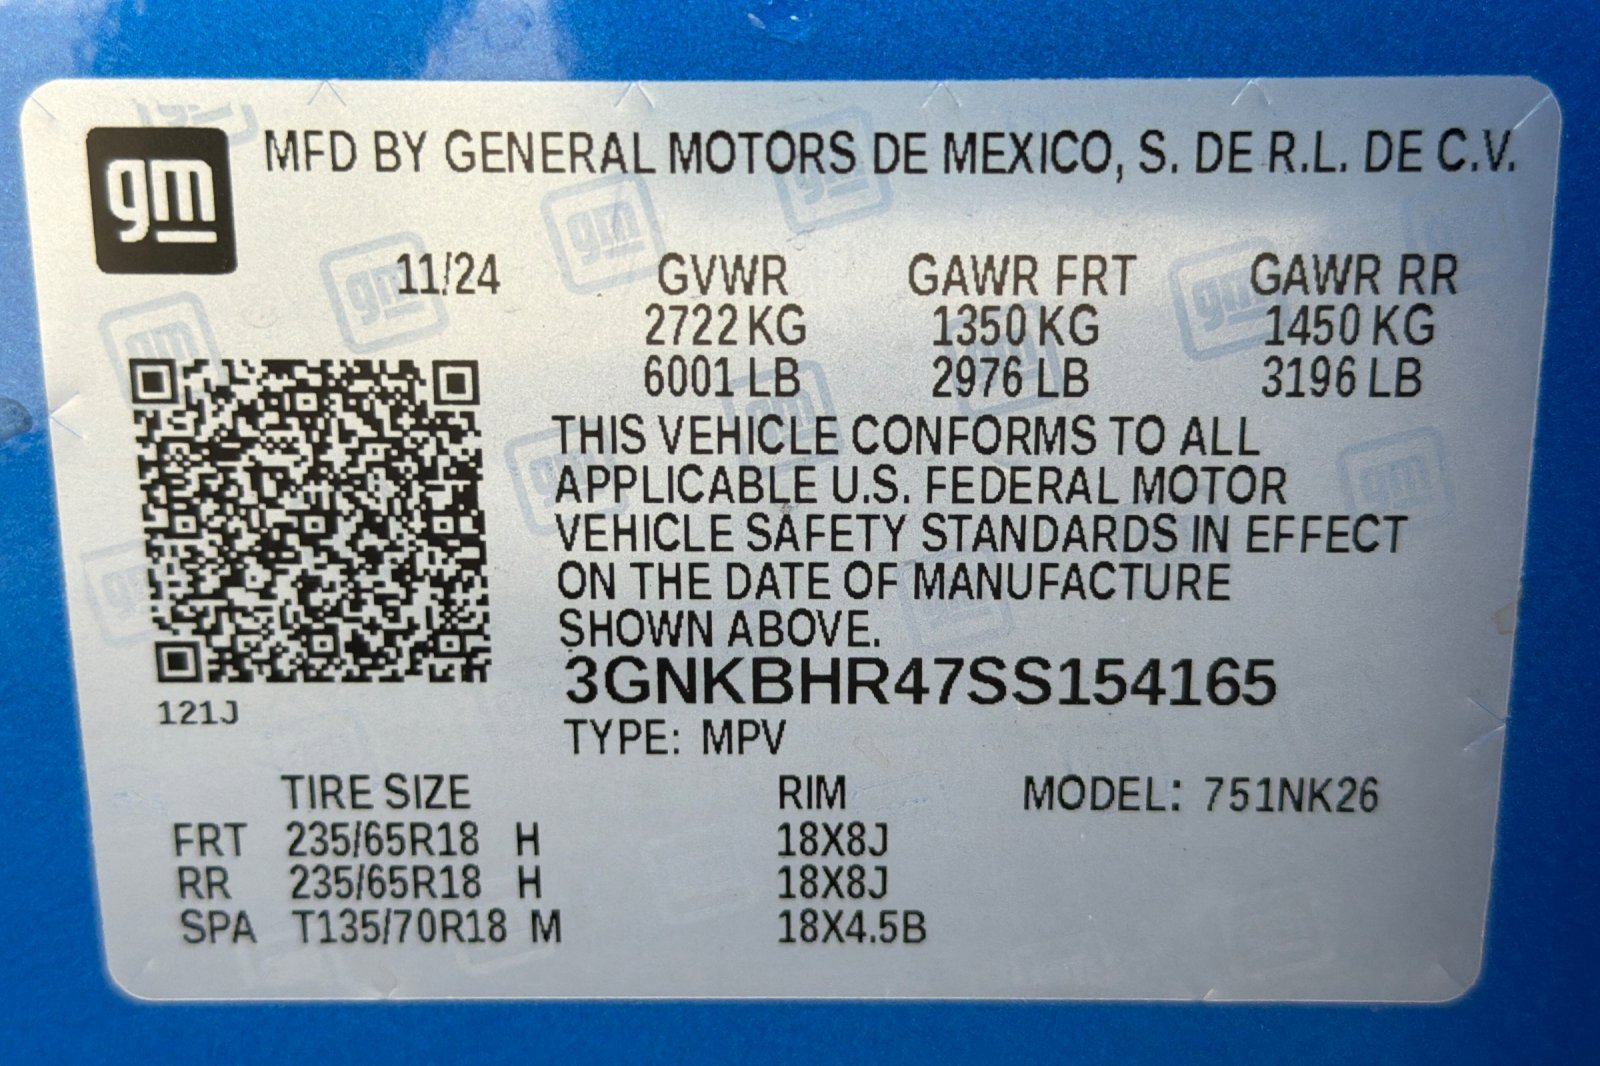 gm
MFD BY GENERAL MOTORS DE MEXICO, S. DE R.L. DE C.V.
11/24 GVWR GAWR FRT GAWR RR
2722 KG 1350 KG 1450 KG
6001 LB 2976 LB 3196 LB
THIS VEHICLE CONFORMS TO ALL
APPLICABLE U.S. FEDERAL MOTOR
VEHICLE SAFETY STANDARDS IN EFFECT
ON THE DATE OF MANUFACTURE
SHOWN ABOVE.
3GNKBHR47SS154165
121J
TYPE: MPV
TIRE SIZE RIM MODEL: 751NK26
FRT 235/65R18 H 18X8J
RR 235/65R18 H 18X8J
SPA T135/70R18 M 18X4.5B